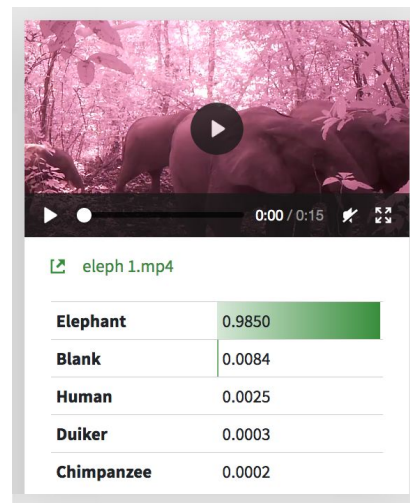 0:00 / 0:15
eleph 1.mp4
Elephant 0.9850
Blank 0.0084
Human 0.0025
Duiker 0.0003
Chimpanzee 0.0002